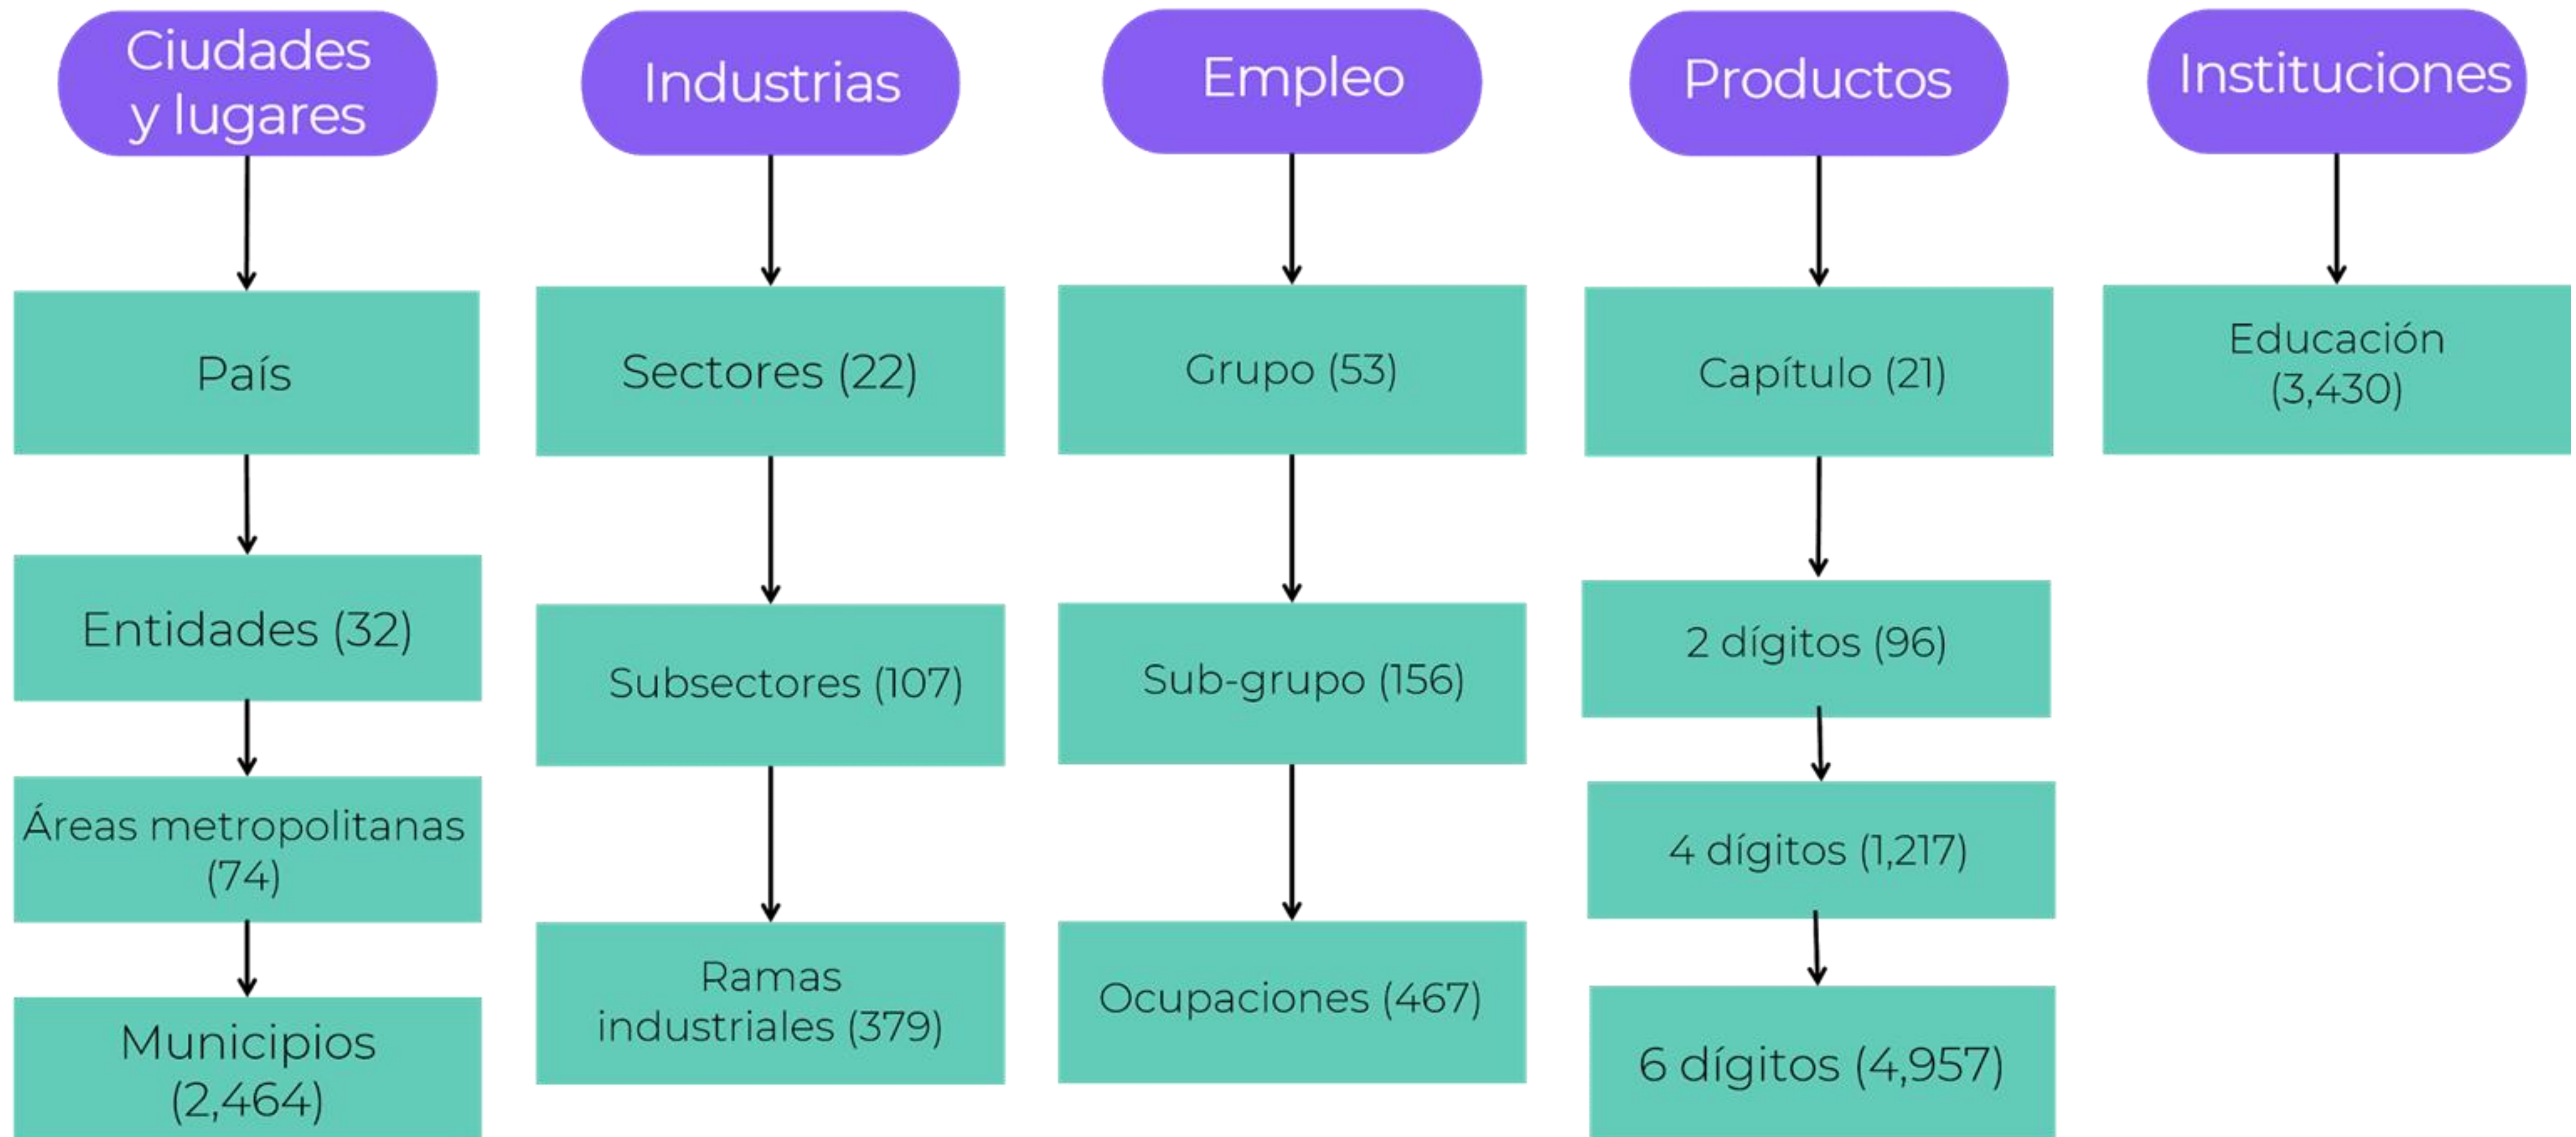 Ciudades
y lugares
País
Entidades (32)
Áreas metropolitanas
(74)
Municipios
(2,464)
Industrias
Sectores (22)
Subsectores (107)
Ramas
industriales (379)
Empleo
Grupo (53)
Sub-grupo (156)
Ocupaciones (467)
Productos
Capítulo (21)
2 dígitos (96)
4 dígitos (1,217)
6 dígitos (4,957)
Instituciones
Educación
(3,430)